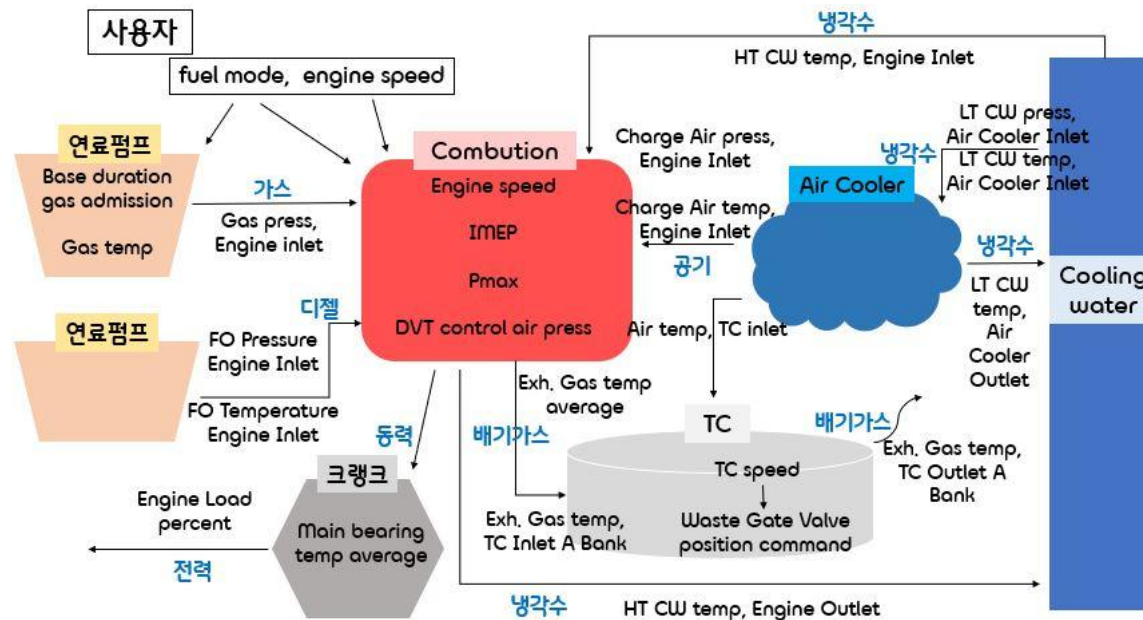 사용자
fuel mode, engine speed
연료펌프
Base duration
gas admission
Gas temp
가스
Gas press,
Engine inlet
연료펌프
디젤
FO Pressure
Engine Inlet
FO Temperature
Engine Inlet
Combution
Engine speed
IMEP
Pmax
DVT control air press
냉각수
HT CW temp, Engine Inlet
Charge Air press,
Engine Inlet
Charge Air temp,
Engine Inlet
공기
Air Cooler
냉각수
LT CW press,
Air Cooler Inlet
LT CW temp,
Air Cooler Inlet
냉각수
LT CW
temp,
Air
Cooler
Outlet
Cooling
water
Air temp, TC inlet
Exh. Gas temp
average
배기가스
Exh. Gas temp,
TC Inlet A Bank
TC
TC speed
Waste Gate Valve
position command
배기가스
Exh. Gas temp,
TC Outlet A
Bank
동력
크랭크
Main bearing
temp average
Engine Load
percent
전력
냉각수
HT CW temp, Engine Outlet